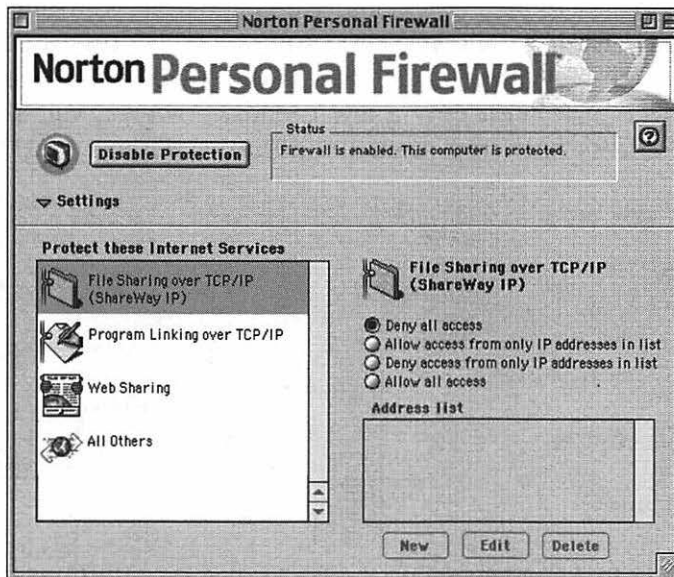 Norton Personal Firewall
Norton Personal Firewall
Status
Disable Protection
Firewall is enabled. This computer is protected.
Settings
Protect these Internet Services
File Sharing over TCP/IP
(ShareWay IP)
Program Linking over TCP/IP
Web Sharing
All Others
File Sharing over TCP/IP
(ShareWay IP)
Deny all access
Allow access from only IP addresses in list
Deny access from only IP addresses in list
Allow all access
Address list
New
Edit
Delete